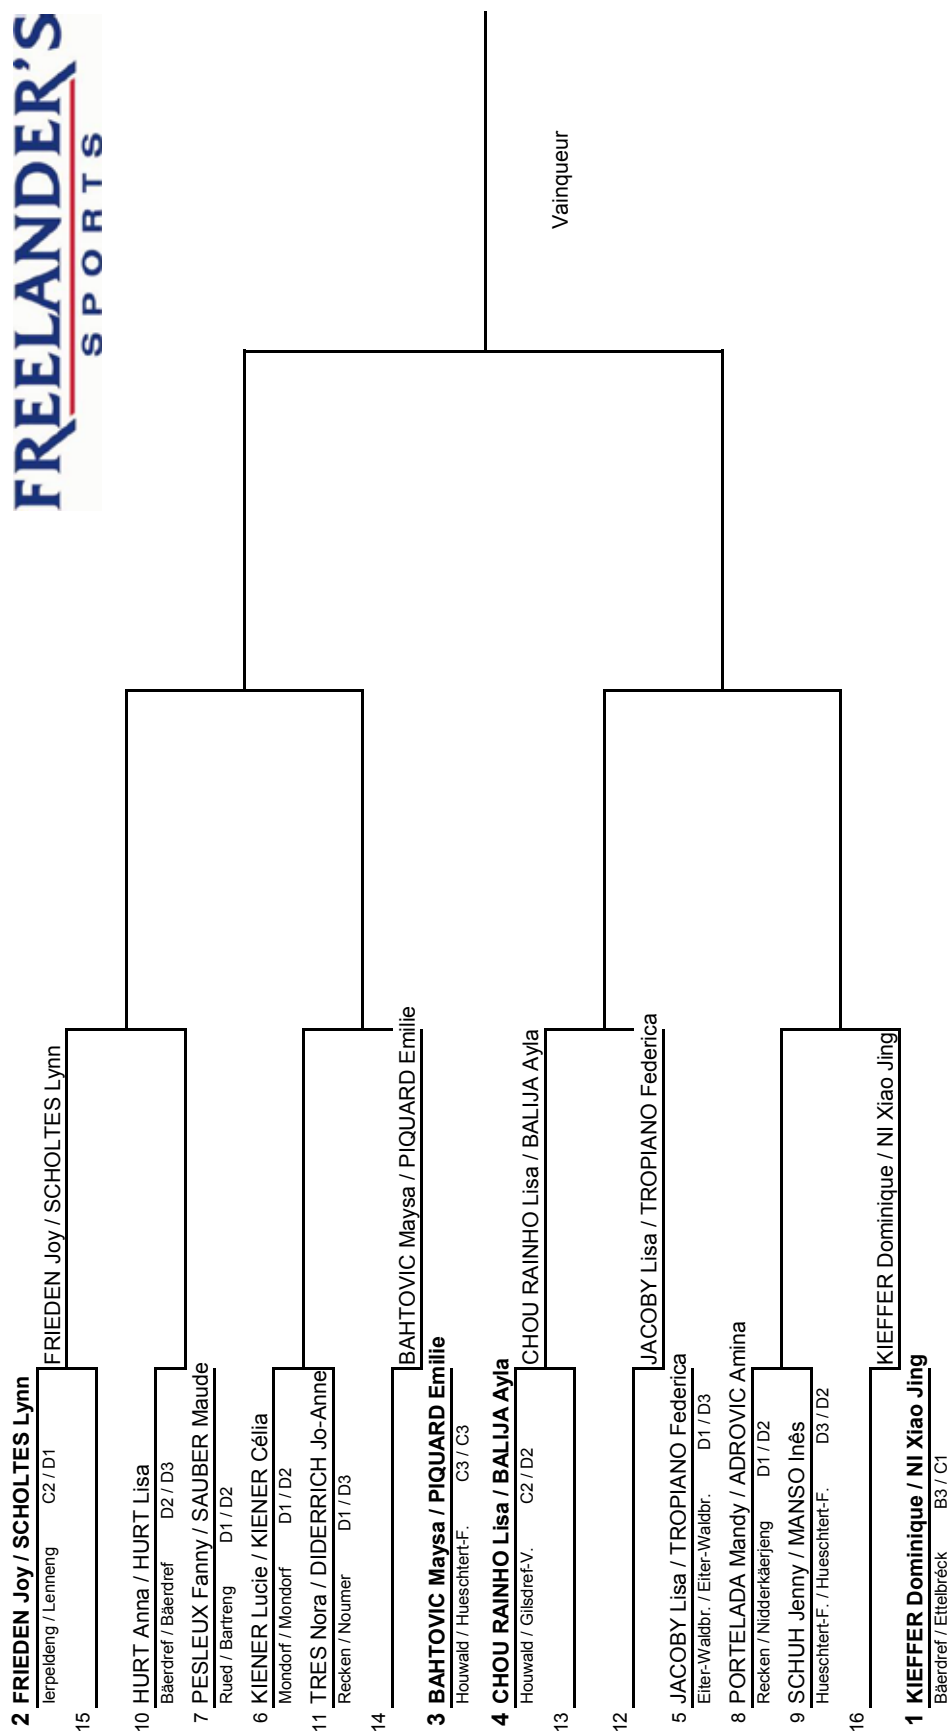 2 FRIEDEN Joy / SCHOLTES Lynn
FREELANDER'S
SPORTS
Ierpeldeng / Lenneng C2 / D1
FRIEDEN Joy / SCHOLTES Lynn
15
10 HURT Anna / HURT Lisa
Bäerdref / Bäerdref D2 / D3
7 PESLEUX Fanny / SAUBER Maude
Rued / Bartreng D1 / D2
6 KIENER Lucie / KIENER Célia
Mondorf / Mondorf D1 / D2
11 TRES Nora / DIDERRICH Jo-Anne
Recken / Noumer D1 / D3
14
BAHTOVIC Maysa / PIQUARD Emilie
3 BAHTOVIC Maysa / PIQUARD Emilie
Houwald / Hueschtert-F. C3 / C3
4 CHOU RAINHO Lisa / BALIJA Ayla
Houwald / Gilsdref-V. C2 / D2
CHOU RAINHO Lisa / BALIJA Ayla
13
Vainqueur
12
JACOBY Lisa / TROPIANO Federica
5 JACOBY Lisa / TROPIANO Federica
Eiter-Waldbr. / Eiter-Waldbr. D1 / D3
8 PORTELADA Mandy / ADROVIC Amina
Recken / Nidderkäerjeng D1 / D2
9 SCHUH Jenny / MANSO Inês
Hueschtert-F. / Hueschtert-F. D3 / D2
16
KIEFFER Dominique / NI Xiao Jing
1 KIEFFER Dominique / NI Xiao Jing
Bäerdref / Ettelbréck B3 / C1